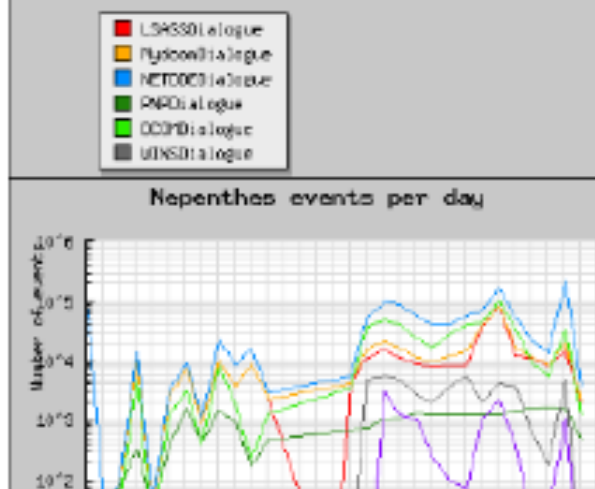 LSASSDialogue
MydoomDialogue
NETDDEDialogue
PNPDialogue
DCOMDialogue
WINSDialogue
Nepenthes events per day
10^6
Number of events
10^5
10^4
10^3
10^2